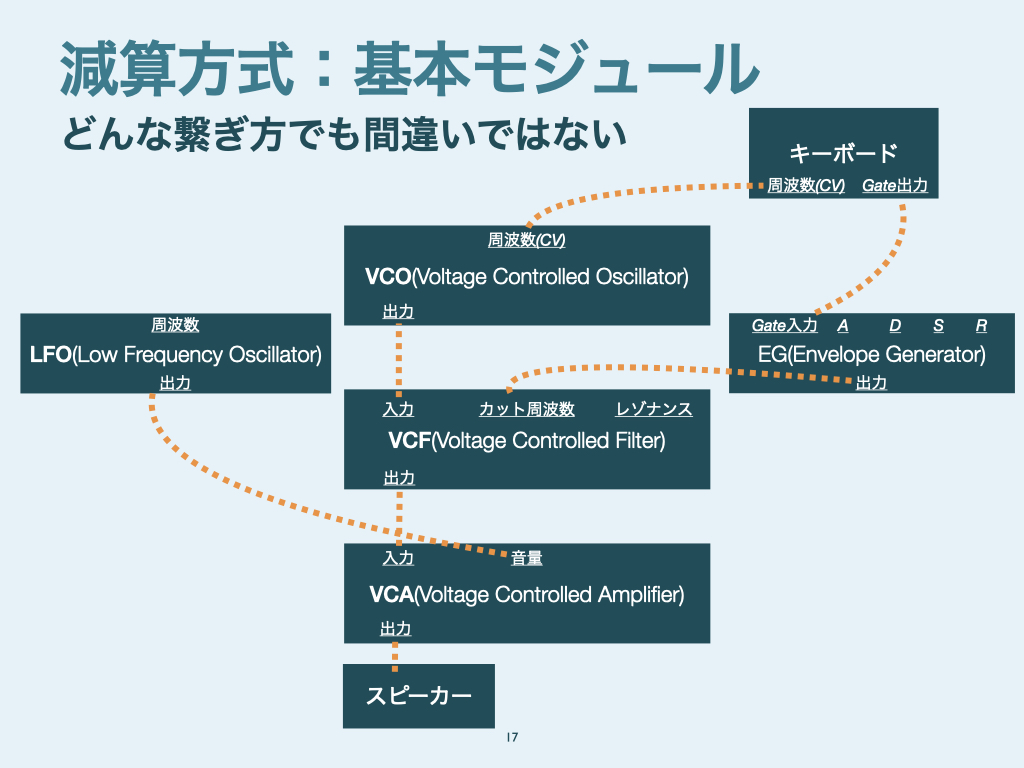 減算方式：基本モジュール
どんな繋ぎ方でも間違いではない
キーボード
周波数(CV) Gate出力
周波数(CV)
VCO(Voltage Controlled Oscillator)
出力
周波数
LFO(Low Frequency Oscillator)
出力
Gate入力 A D S R
EG(Envelope Generator)
出力
入力 カット周波数 レゾナンス
VCF(Voltage Controlled Filter)
出力
入力 音量
VCA(Voltage Controlled Amplifier)
出力
スピーカー
17